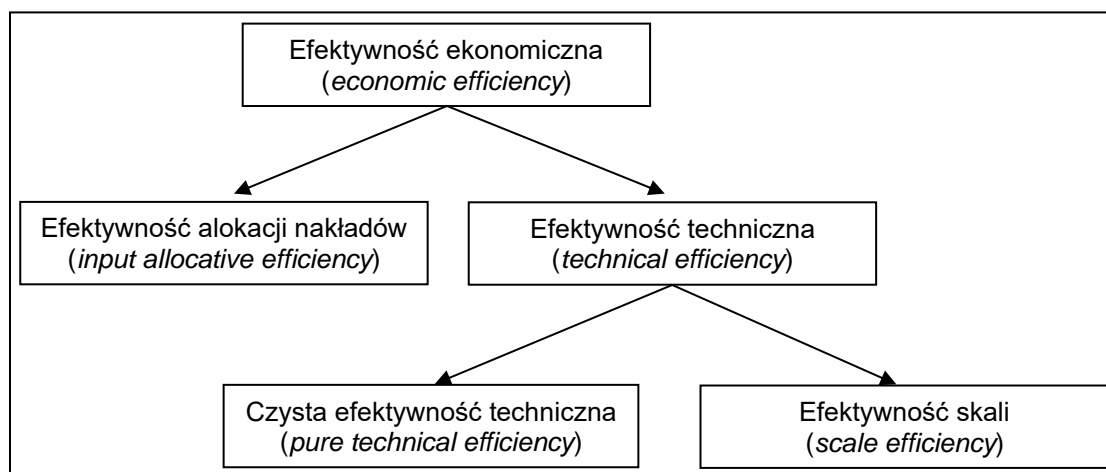 Efektywność ekonomiczna
(economic efficiency)
Efektywność alokacji nakładów
(input allocative efficiency)
Efektywność techniczna
(technical efficiency)
Czysta efektywność techniczna
(pure technical efficiency)
Efektywność skali
(scale efficiency)